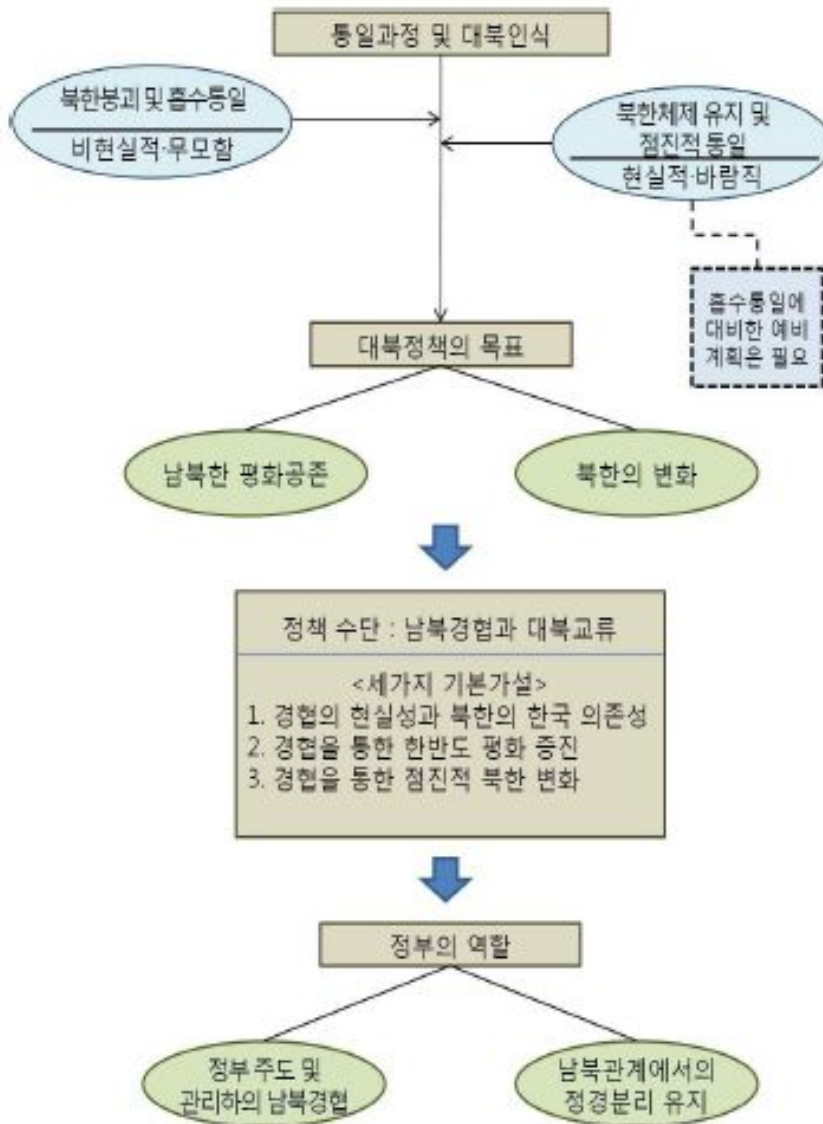 통일과정 및 대북인식
북한붕괴 및 흡수통일
비현실적·무모함
북한체제 유지 및
점진적 통일
현실적·바람직
흡수통일에
대비한 예비
계획은 필요
대북정책의 목표
남북한 평화공존
북한의 변화
정책 수단 : 남북경협과 대북교류
<세가지 기본가설>
1. 경협의 현실성과 북한의 한국 의존성
2. 경협을 통한 한반도 평화 증진
3. 경협을 통한 점진적 북한 변화
정부의 역할
정부 주도 및
관리하의 남북경협
남북관계에서의
정경분리 유지